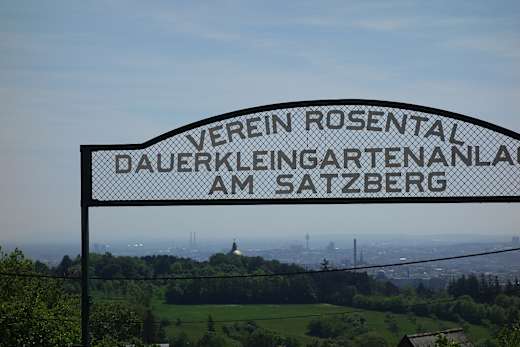 VEREIN ROSENTAL
DAUERKLEINGARTENANLAG
AM SATZBERG